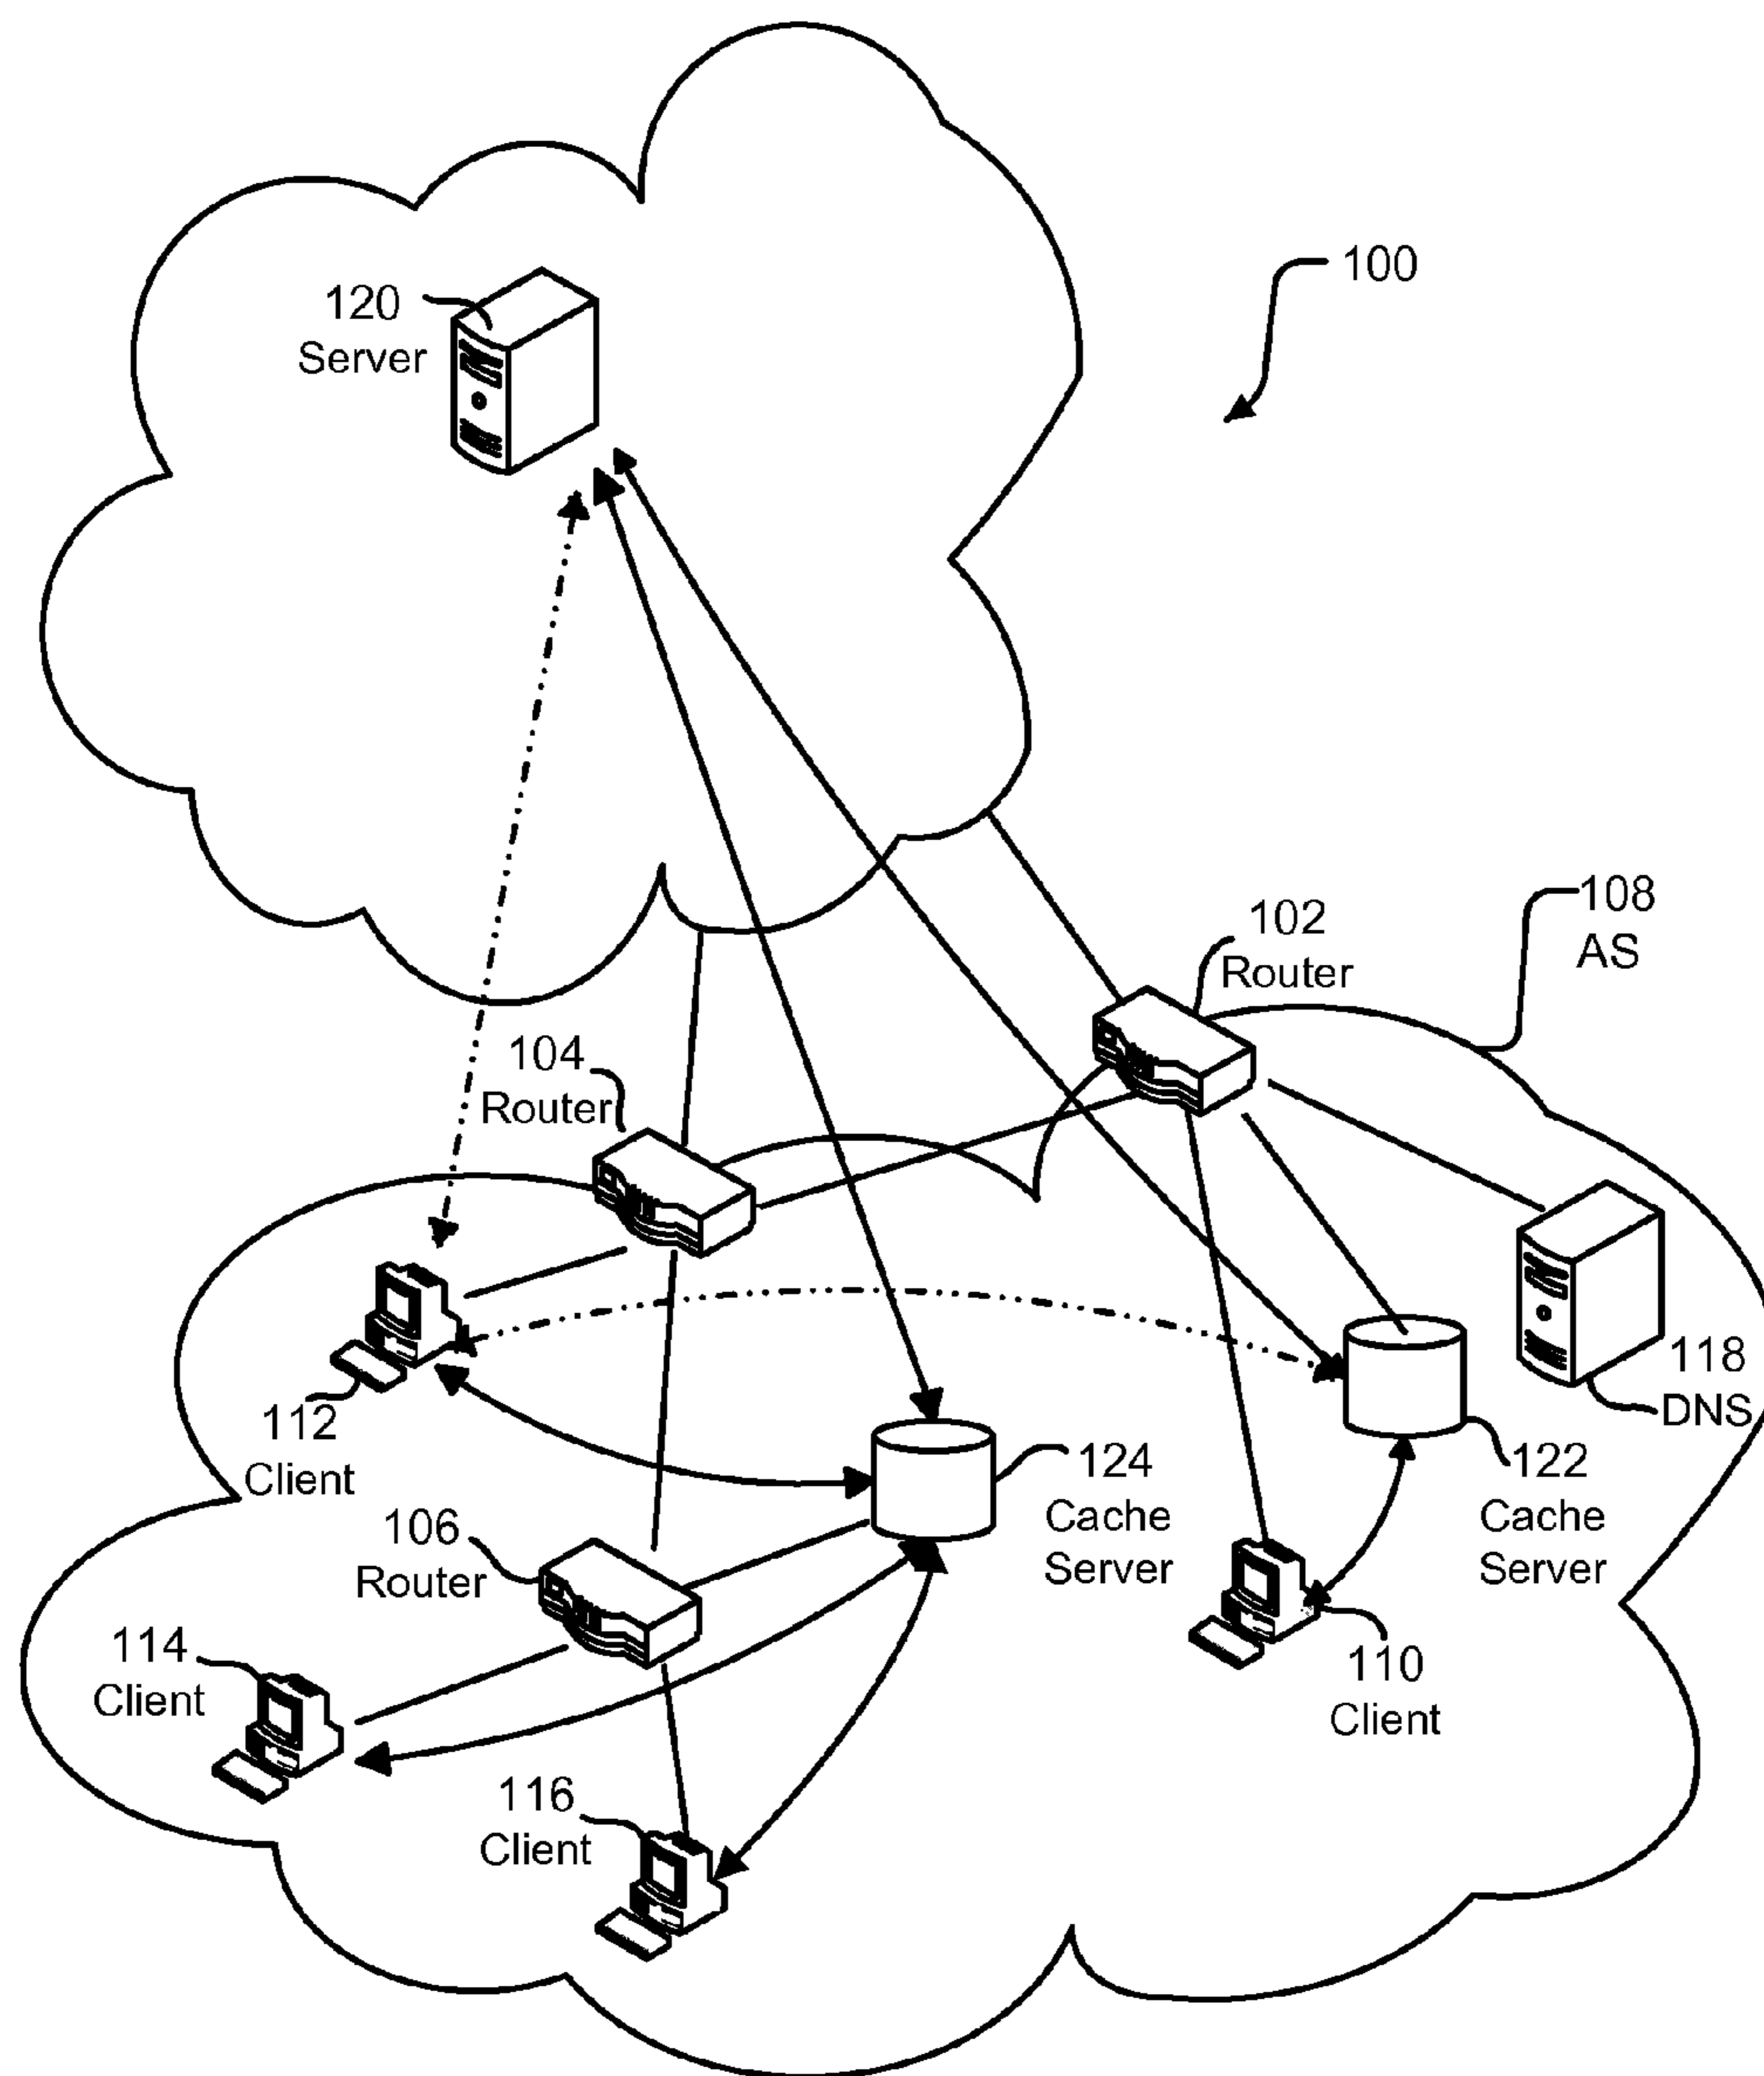 100
120
Server
108
AS
102
Router
104
Router
118
DNS
112
Client
124
Cache
Server
122
Cache
Server
106
Router
114
Client
110
Client
116
Client